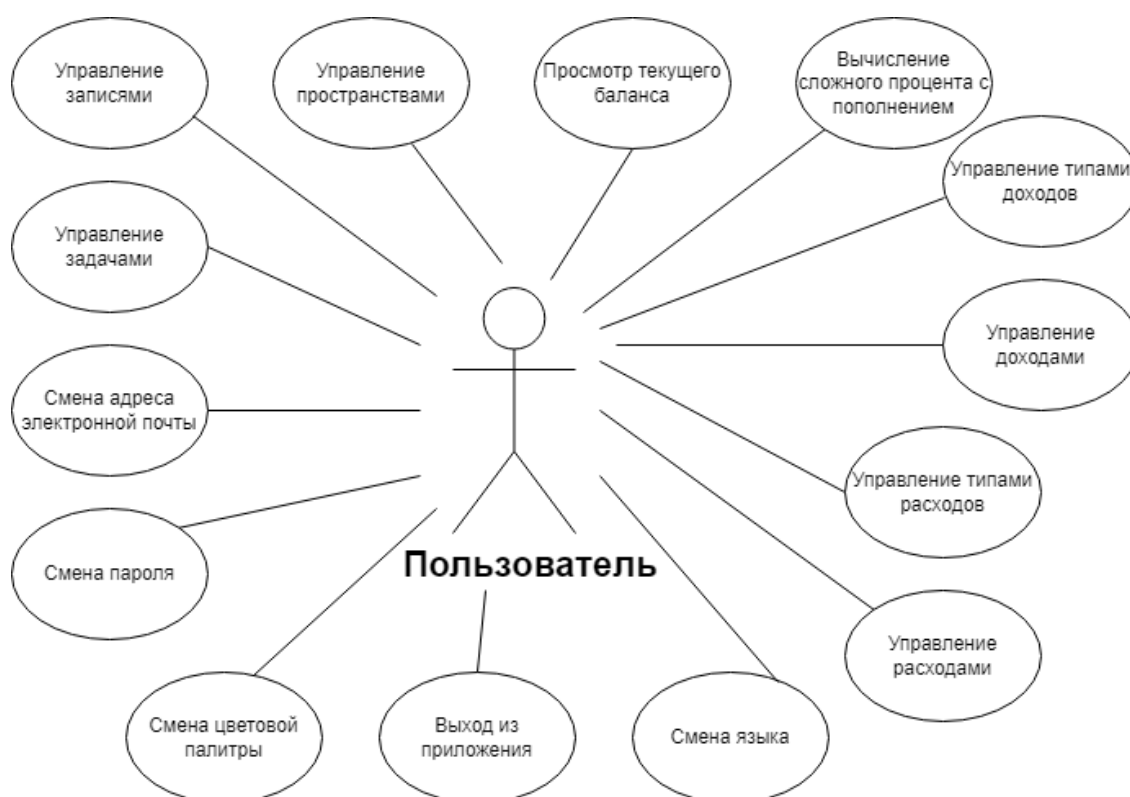 Управление
записями
Управление
пространствами
Просмотр текущего
баланса
Вычисление
сложного процента с
пополнением
Управление типами
доходов
Управление
задачами
Управление
доходами
Смена адреса
электронной почты
Управление типами
расходов
Смена пароля
Пользователь
Управление
расходами
Смена цветовой
палитры
Выход из
приложения
Смена языка